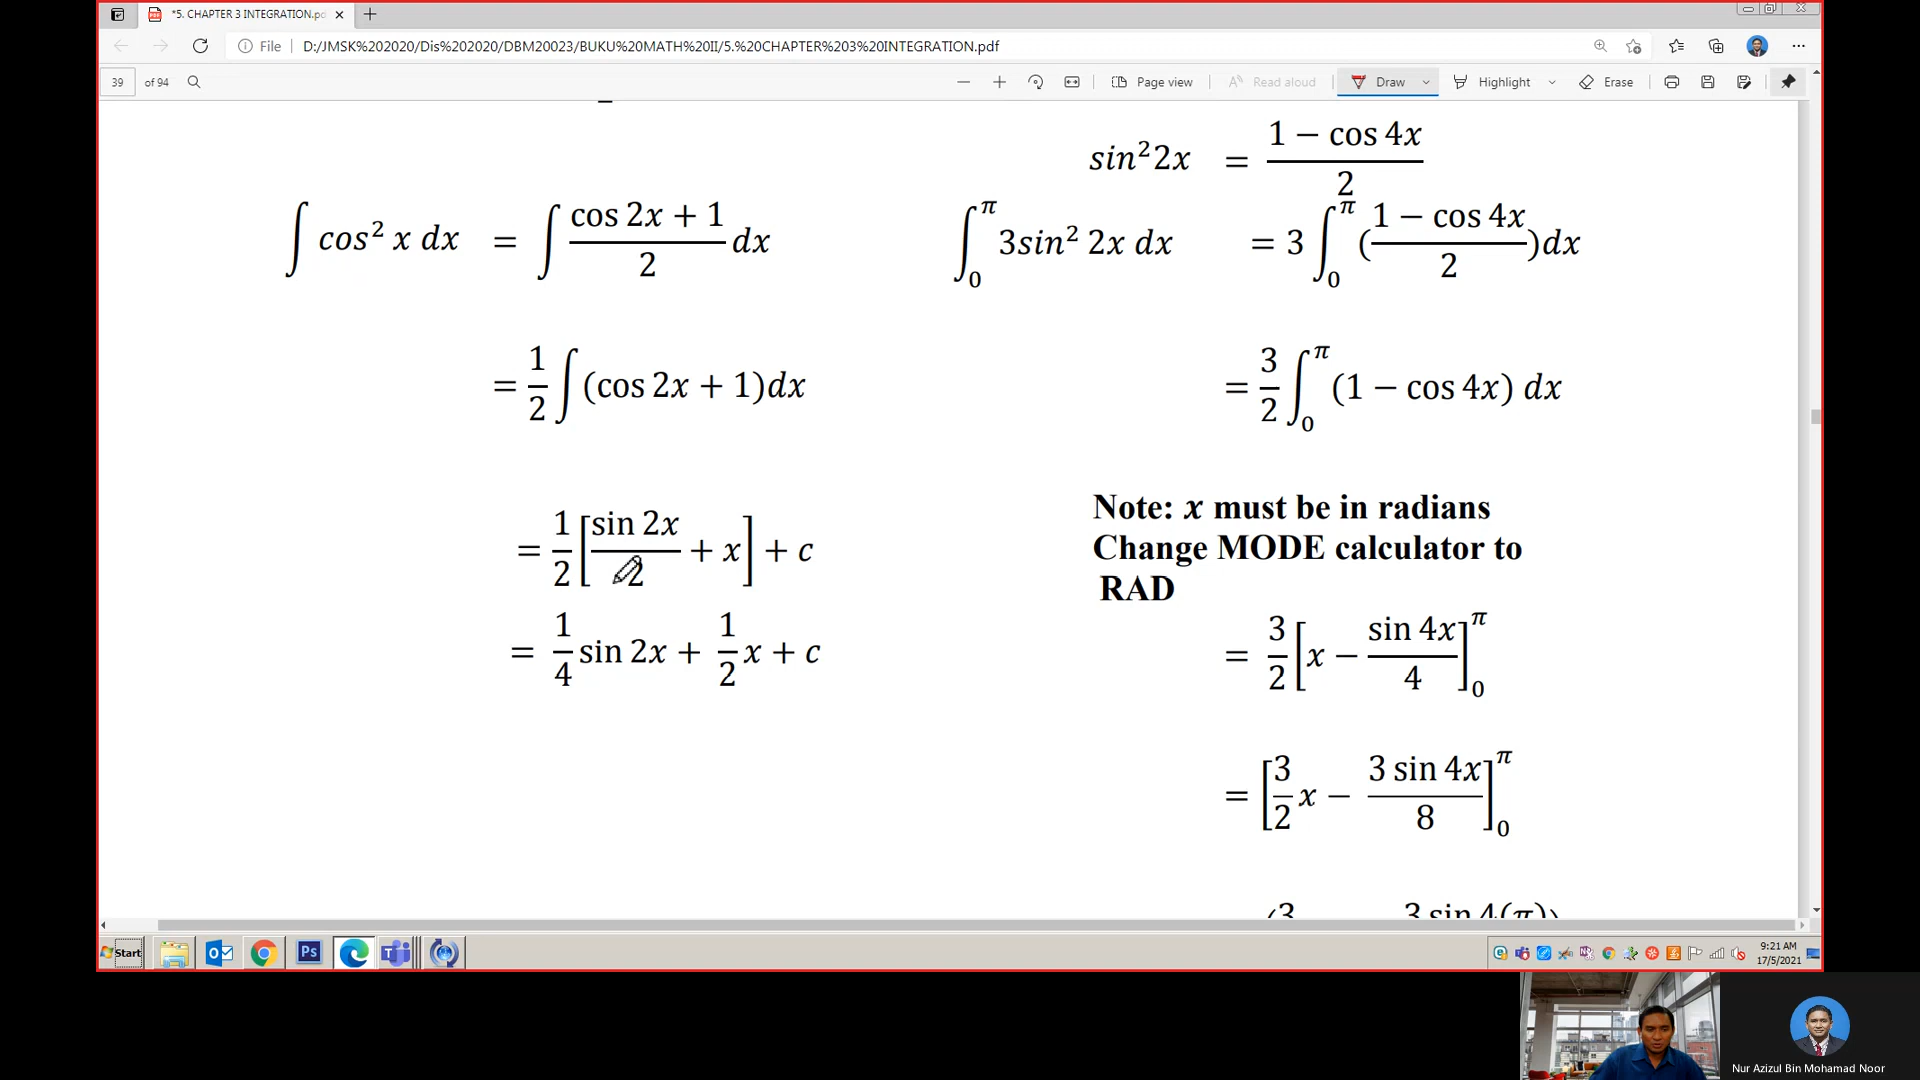 *5. CHAPTER 3 INTEGRATION.pd
File D:/JMSK%202020/Dis%202020/DBM20023/BUKU%20MATH%20II/5.%20CHAPTER%203%20INTEGRATION.pdf
39 of 94 Page view Read aloud Draw Highlight Erase
∫ cos² x dx = ∫ (cos 2x + 1)/2 dx
= 1/2 ∫ (cos 2x + 1)dx
= 1/2 [sin 2x/2 + x] + c
= 1/4 sin 2x + 1/2 x + c
sin²2x = (1 − cos 4x)/2
∫₀^π 3sin² 2x dx = 3 ∫₀^π ((1 − cos 4x)/2)dx
= 3/2 ∫₀^π (1 − cos 4x) dx
Note: x must be in radians
Change MODE calculator to
RAD
= 3/2 [x − sin 4x/4]₀^π
= [3/2 x − 3 sin 4x/8]₀^π
(3 3 sin 4(π))
Start Ps 9:21 AM
17/5/2021
Nur Azizul Bin Mohamad Noor